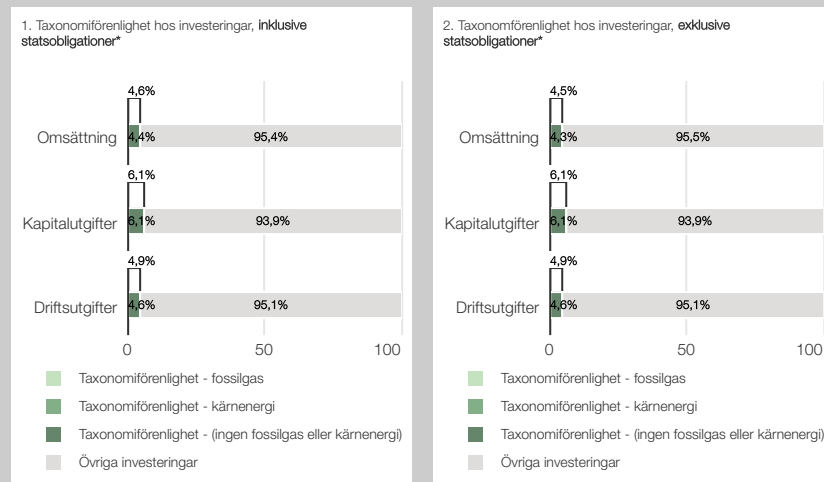 1. Taxonomiförenlighet hos investeringar, inklusive
statsobligationer*
4,6%
Omsättning 4,4% 95,4%
6,1%
Kapitalutgifter 6,1% 93,9%
4,9%
Driftsutgifter 4,6% 95,1%
0 50 100
Taxonomiförenlighet - fossilgas
Taxonomiförenlighet - kärnenergi
Taxonomiförenlighet - (ingen fossilgas eller kärnenergi)
Övriga investeringar
2. Taxonomförenlighet hos investeringar, exklusive
statsobligationer*
4,5%
Omsättning 4,3% 95,5%
6,1%
Kapitalutgifter 6,1% 93,9%
4,9%
Driftsutgifter 4,6% 95,1%
0 50 100
Taxonomiförenlighet - fossilgas
Taxonomiförenlighet - kärnenergi
Taxonomiförenlighet - (ingen fossilgas eller kärnenergi)
Övriga investeringar